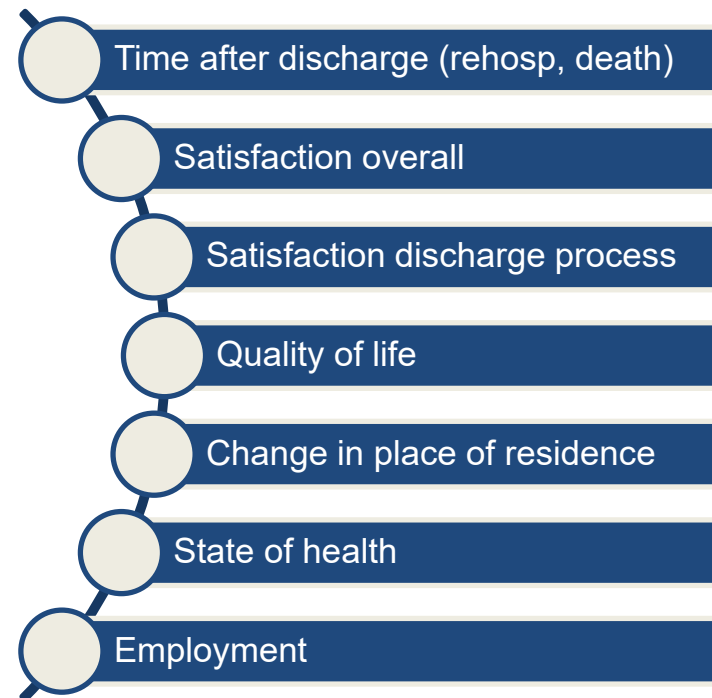 Time after discharge (rehosp, death)
Satisfaction overall
Satisfaction discharge process
Quality of life
Change in place of residence
State of health
Employment